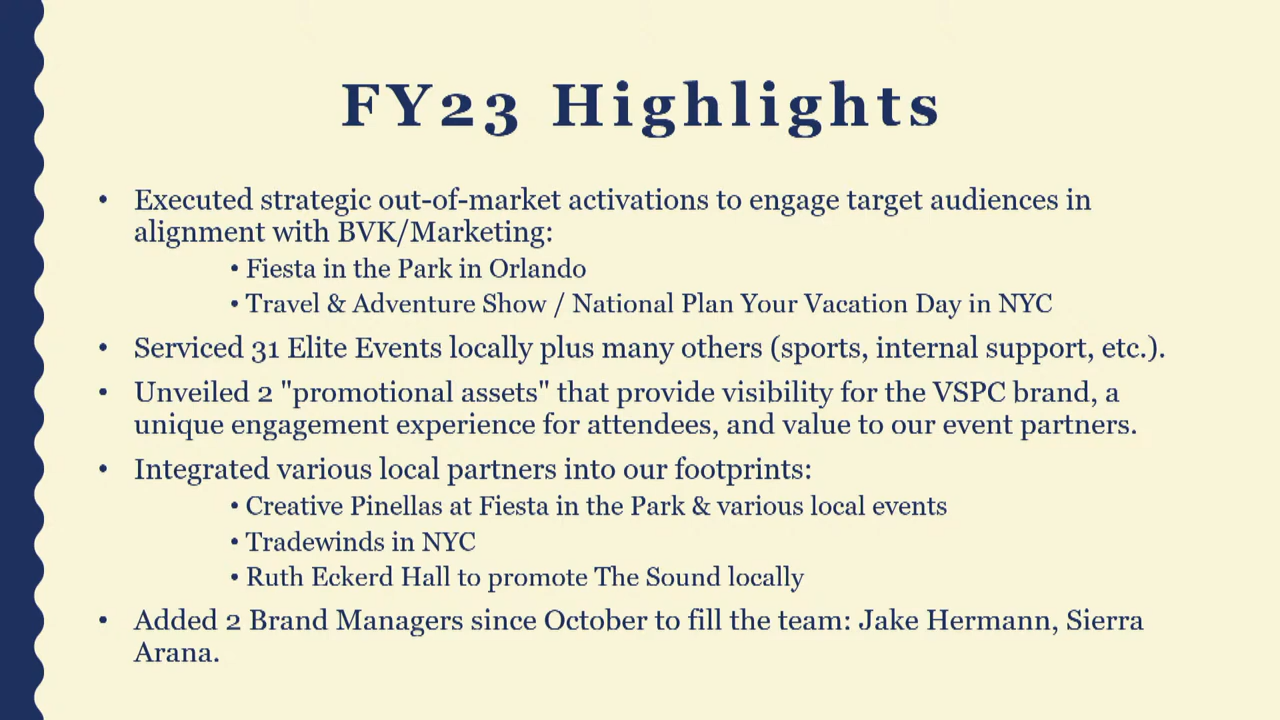 FY23 Highlights
• Executed strategic out-of-market activations to engage target audiences in
alignment with BVK/Marketing:
• Fiesta in the Park in Orlando
• Travel & Adventure Show / National Plan Your Vacation Day in NYC
• Serviced 31 Elite Events locally plus many others (sports, internal support, etc.).
• Unveiled 2 "promotional assets" that provide visibility for the VSPC brand, a
unique engagement experience for attendees, and value to our event partners.
• Integrated various local partners into our footprints:
• Creative Pinellas at Fiesta in the Park & various local events
• Tradewinds in NYC
• Ruth Eckerd Hall to promote The Sound locally
• Added 2 Brand Managers since October to fill the team: Jake Hermann, Sierra
Arana.